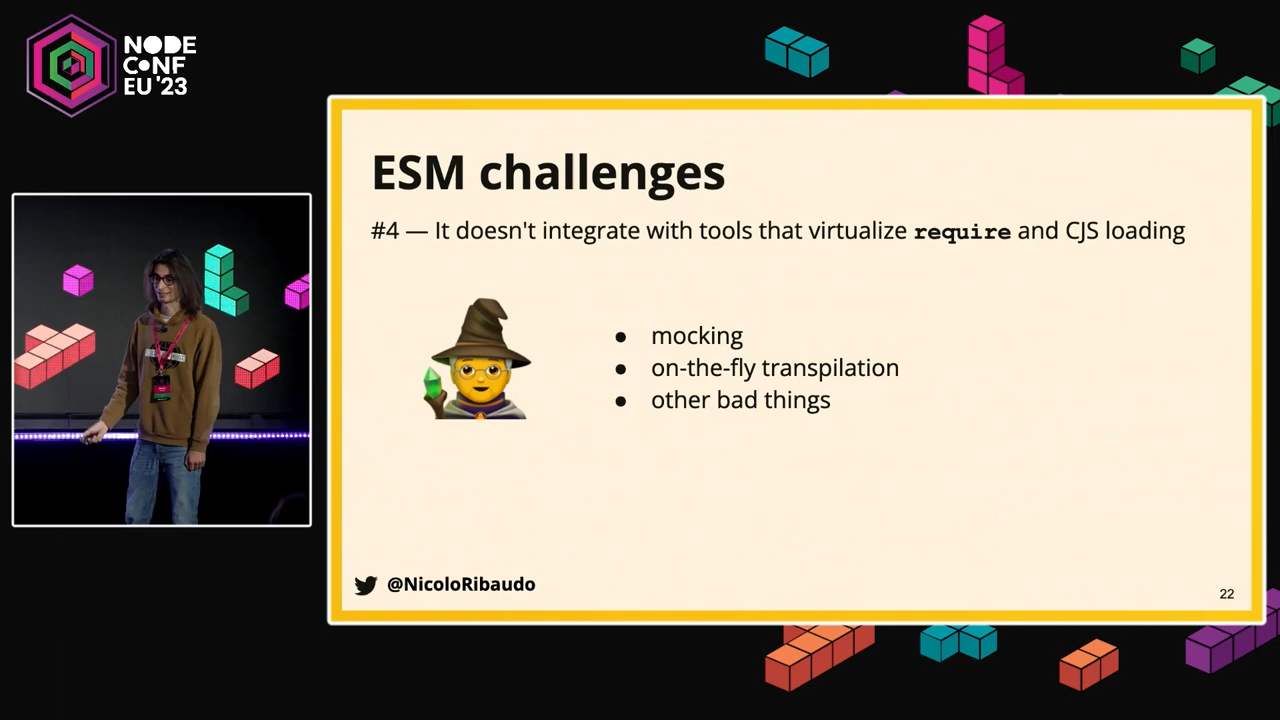 NODE
CONF
EU '23
ESM challenges
#4 — It doesn't integrate with tools that virtualize require and CJS loading
● mocking
● on-the-fly transpilation
● other bad things
@NicoloRibaudo
22